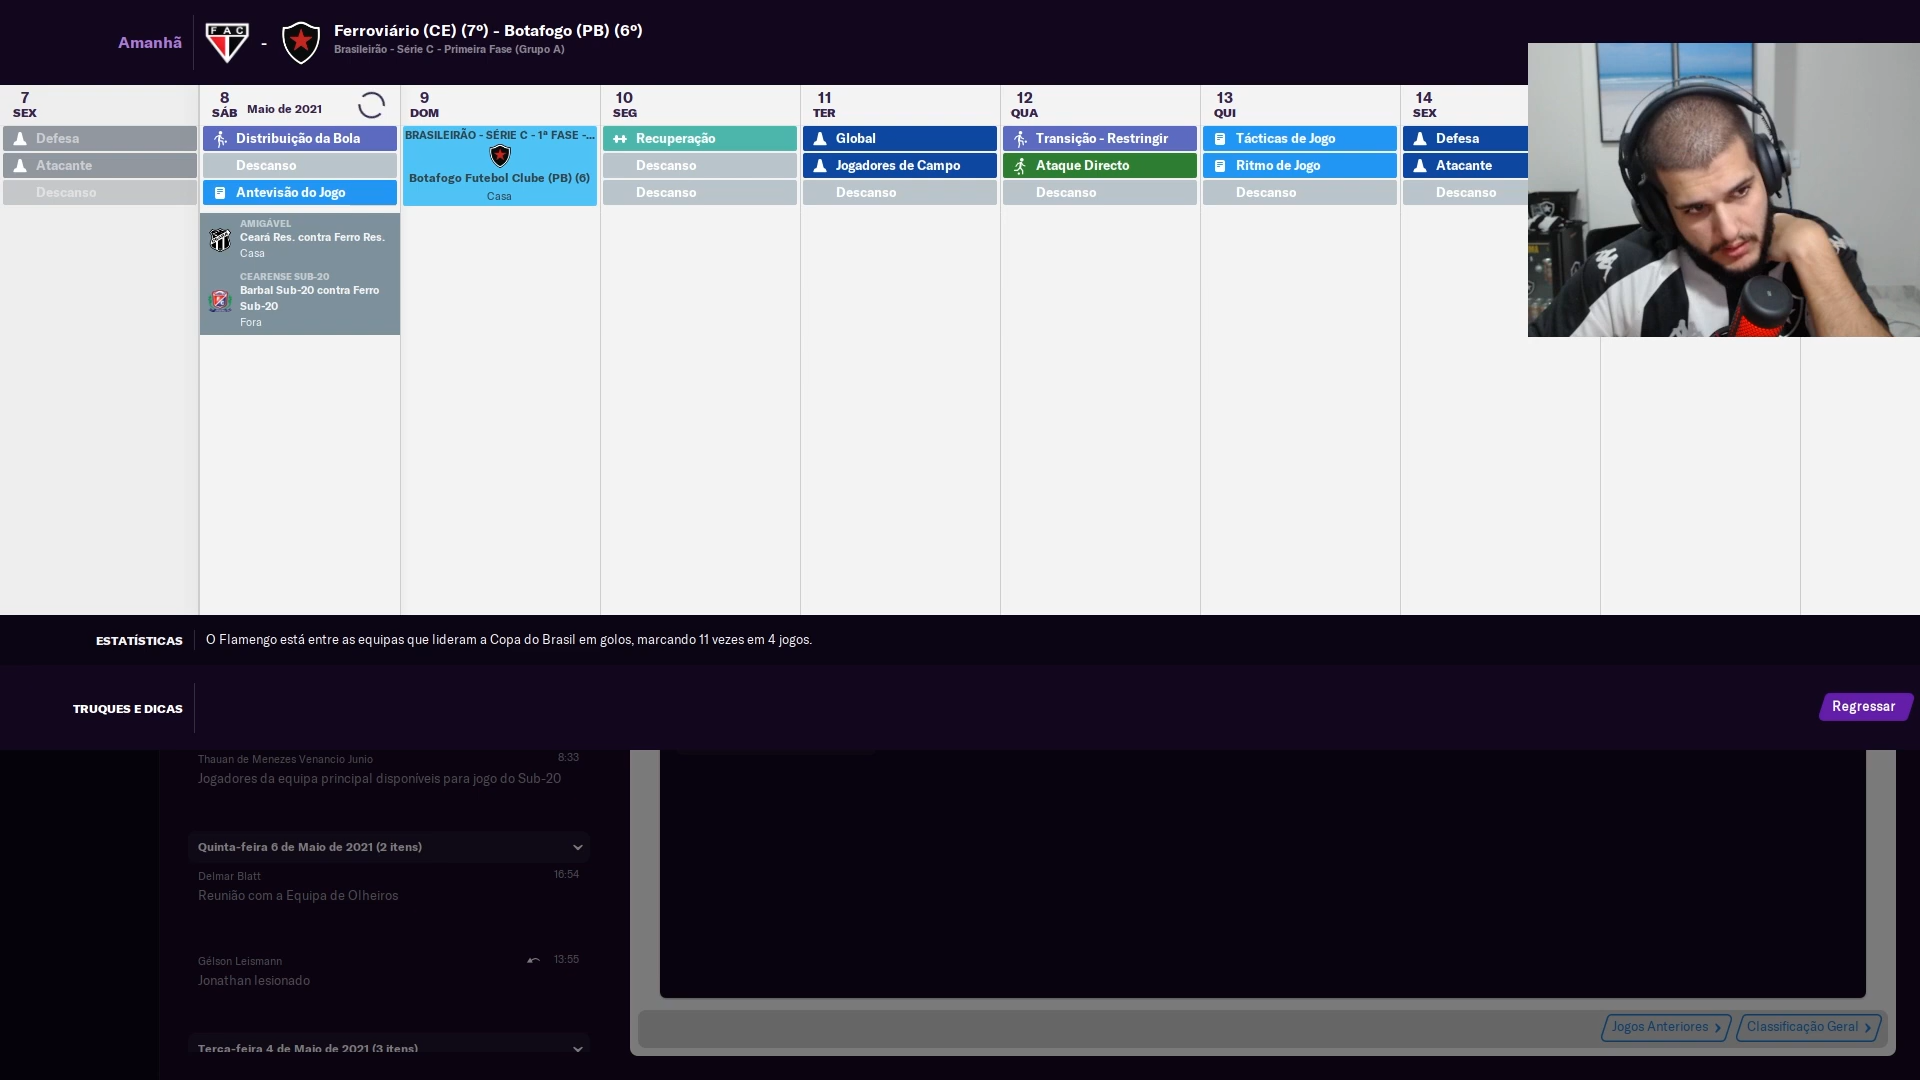 Amanhã
FAC
-
Ferroviário (CE) (7º) - Botafogo (PB) (6º)
Brasileirão - Série C - Primeira Fase (Grupo A)
7
SEX
Defesa
Atacante
Descanso
8
SÁB
Maio de 2021
Distribuição da Bola
Descanso
Antevisão do Jogo
AMIGÁVEL
Ceará Res. contra Ferro Res.
Casa
CEARENSE SUB-20
Barbal Sub-20 contra Ferro
Sub-20
Fora
9
DOM
BRASILEIRÃO - SÉRIE C - 1ª FASE -...
Botafogo Futebol Clube (PB) (6)
Casa
10
SEG
Recuperação
Descanso
Descanso
11
TER
Global
Jogadores de Campo
Descanso
12
QUA
Transição - Restringir
Ataque Directo
Descanso
13
QUI
Tácticas de Jogo
Ritmo de Jogo
Descanso
14
SEX
Defesa
Atacante
Descanso
ESTATÍSTICAS
O Flamengo está entre as equipas que lideram a Copa do Brasil em golos, marcando 11 vezes em 4 jogos.
TRUQUES E DICAS
Regressar
Thauan de Menezes Venancio Junio
8:33
Jogadores da equipa principal disponíveis para jogo do Sub-20
Quinta-feira 6 de Maio de 2021 (2 itens)
Delmar Blatt
16:54
Reunião com a Equipa de Olheiros
Gélson Leismann
13:55
Jonathan lesionado
Terça-feira 4 de Maio de 2021 (3 itens)
Jogos Anteriores
Classificação Geral